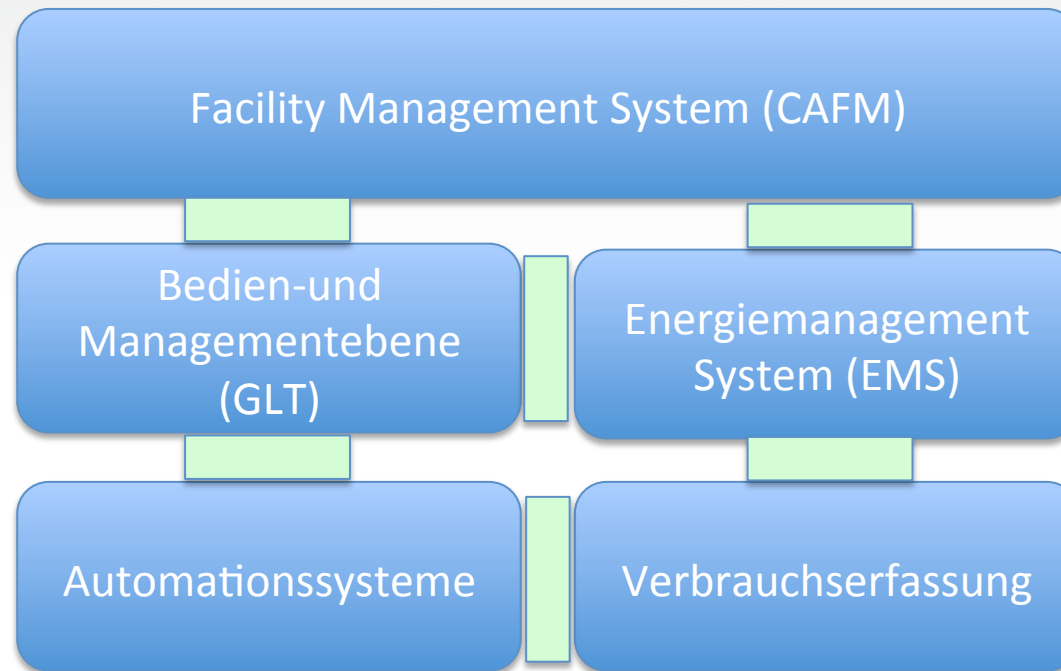 Facility Management System (CAFM)
Bedien-und
Managementebene
(GLT)
Energiemanagement
System (EMS)
Automationssysteme
Verbrauchserfassung